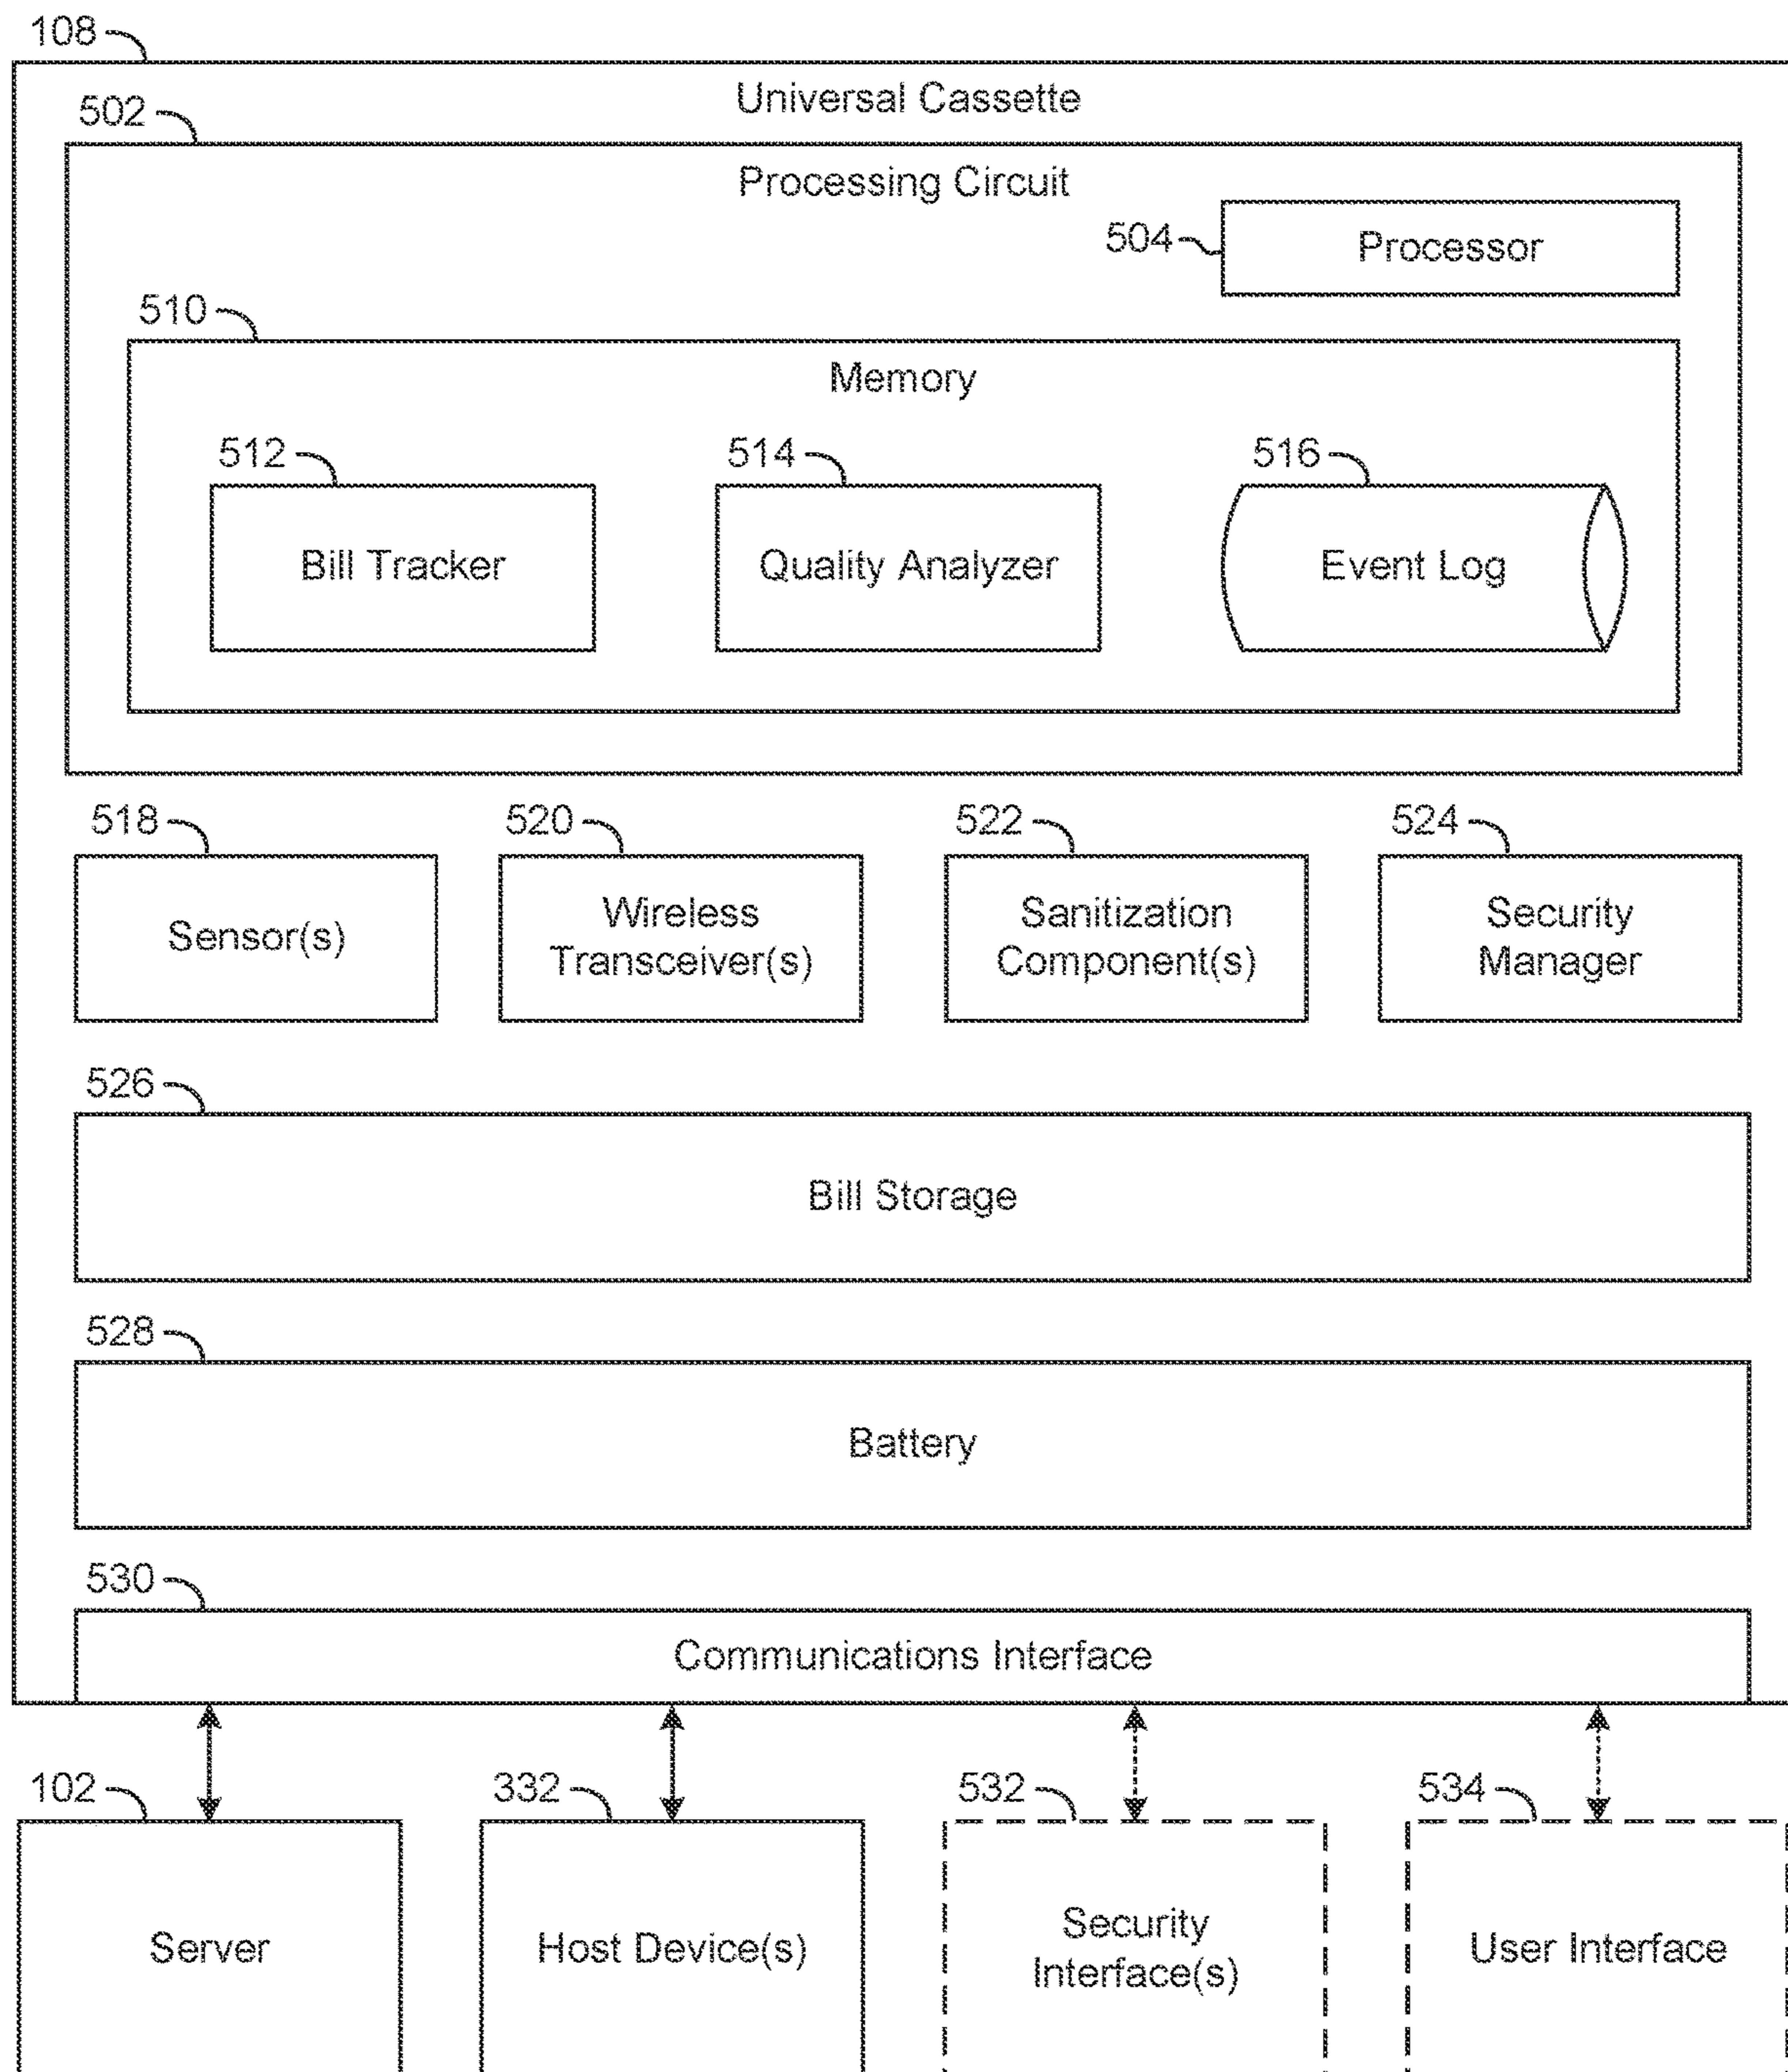 108
Universal Cassette
502
Processing Circuit
504
Processor
510
Memory
512
514
516
Bill Tracker
Quality Analyzer
Event Log
518
520
522
524
Sensor(s)
Wireless
Transceiver(s)
Sanitization
Component(s)
Security
Manager
526
Bill Storage
528
Battery
530
Communications Interface
102
332
532
534
Server
Host Device(s)
Security
Interface(s)
User Interface